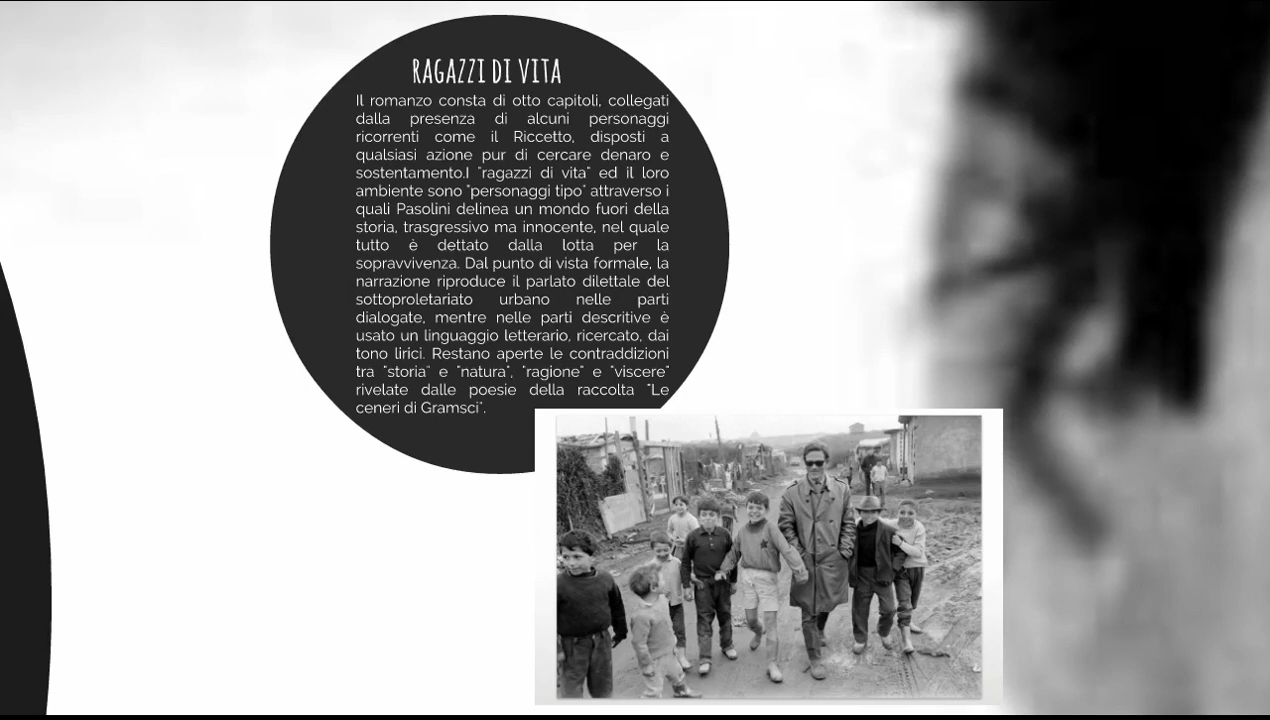 RAGAZZI DI VITA
Il romanzo consta di otto capitoli, collegati
dalla presenza di alcuni personaggi
ricorrenti come il Riccetto, disposti a
qualsiasi azione pur di cercare denaro e
sostentamento.I "ragazzi di vita" ed il loro
ambiente sono "personaggi tipo" attraverso i
quali Pasolini delinea un mondo fuori della
storia, trasgressivo ma innocente, nel quale
tutto è dettato dalla lotta per la
sopravvivenza. Dal punto di vista formale, la
narrazione riproduce il parlato dilettale del
sottoproletariato urbano nelle parti
dialogate, mentre nelle parti descritive è
usato un linguaggio letterario, ricercato, dai
tono lirici. Restano aperte le contraddizioni
tra "storia" e "natura", "ragione" e "viscere"
rivelate dalle poesie della raccolta "Le
ceneri di Gramsci".